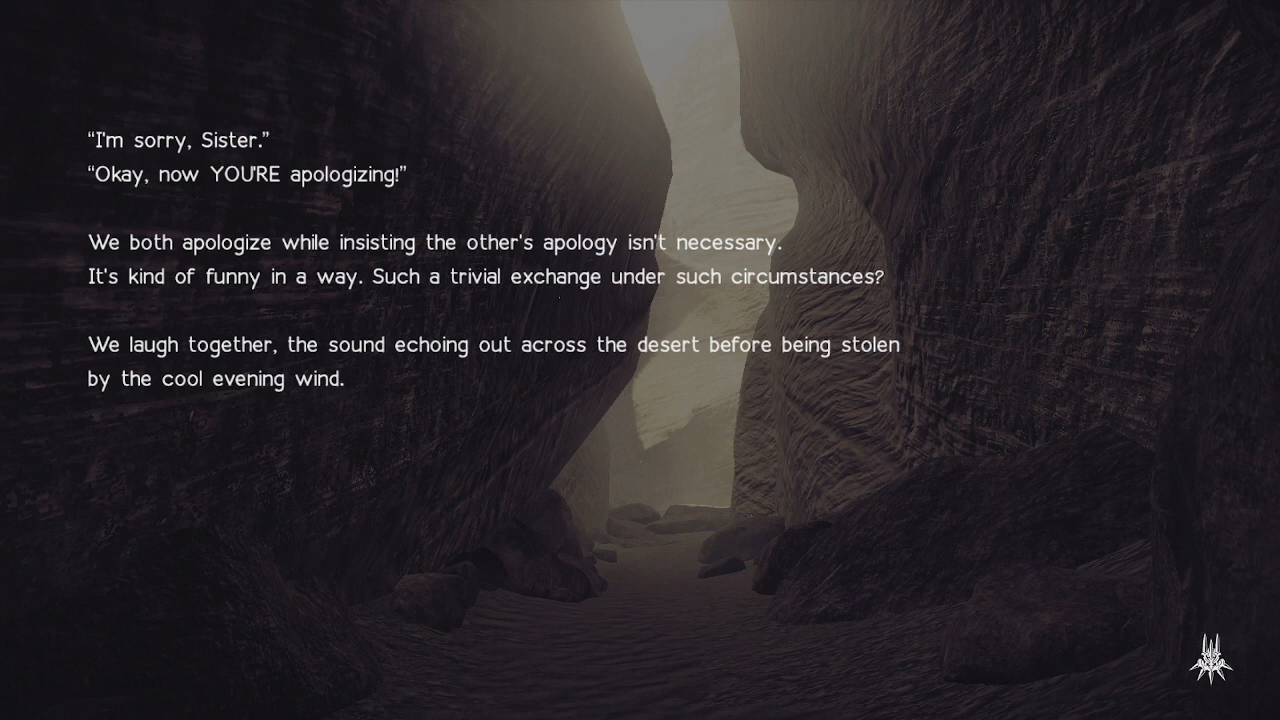 “I'm sorry, Sister.”
“Okay, now YOU'RE apologizing!”
We both apologize while insisting the other's apology isn't necessary.
It's kind of funny in a way. Such a trivial exchange under such circumstances?
We laugh together, the sound echoing out across the desert before being stolen
by the cool evening wind.